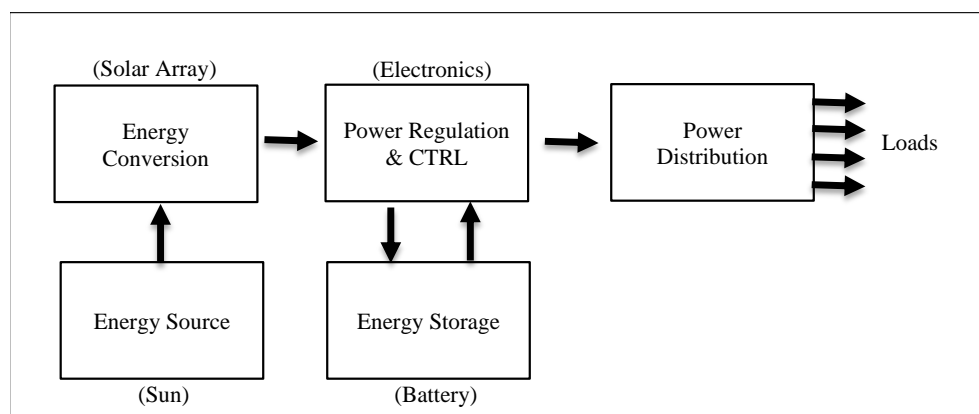 (Solar Array)
Energy
Conversion
(Electronics)
Power Regulation
& CTRL
Power
Distribution
Loads
Energy Source
(Sun)
Energy Storage
(Battery)